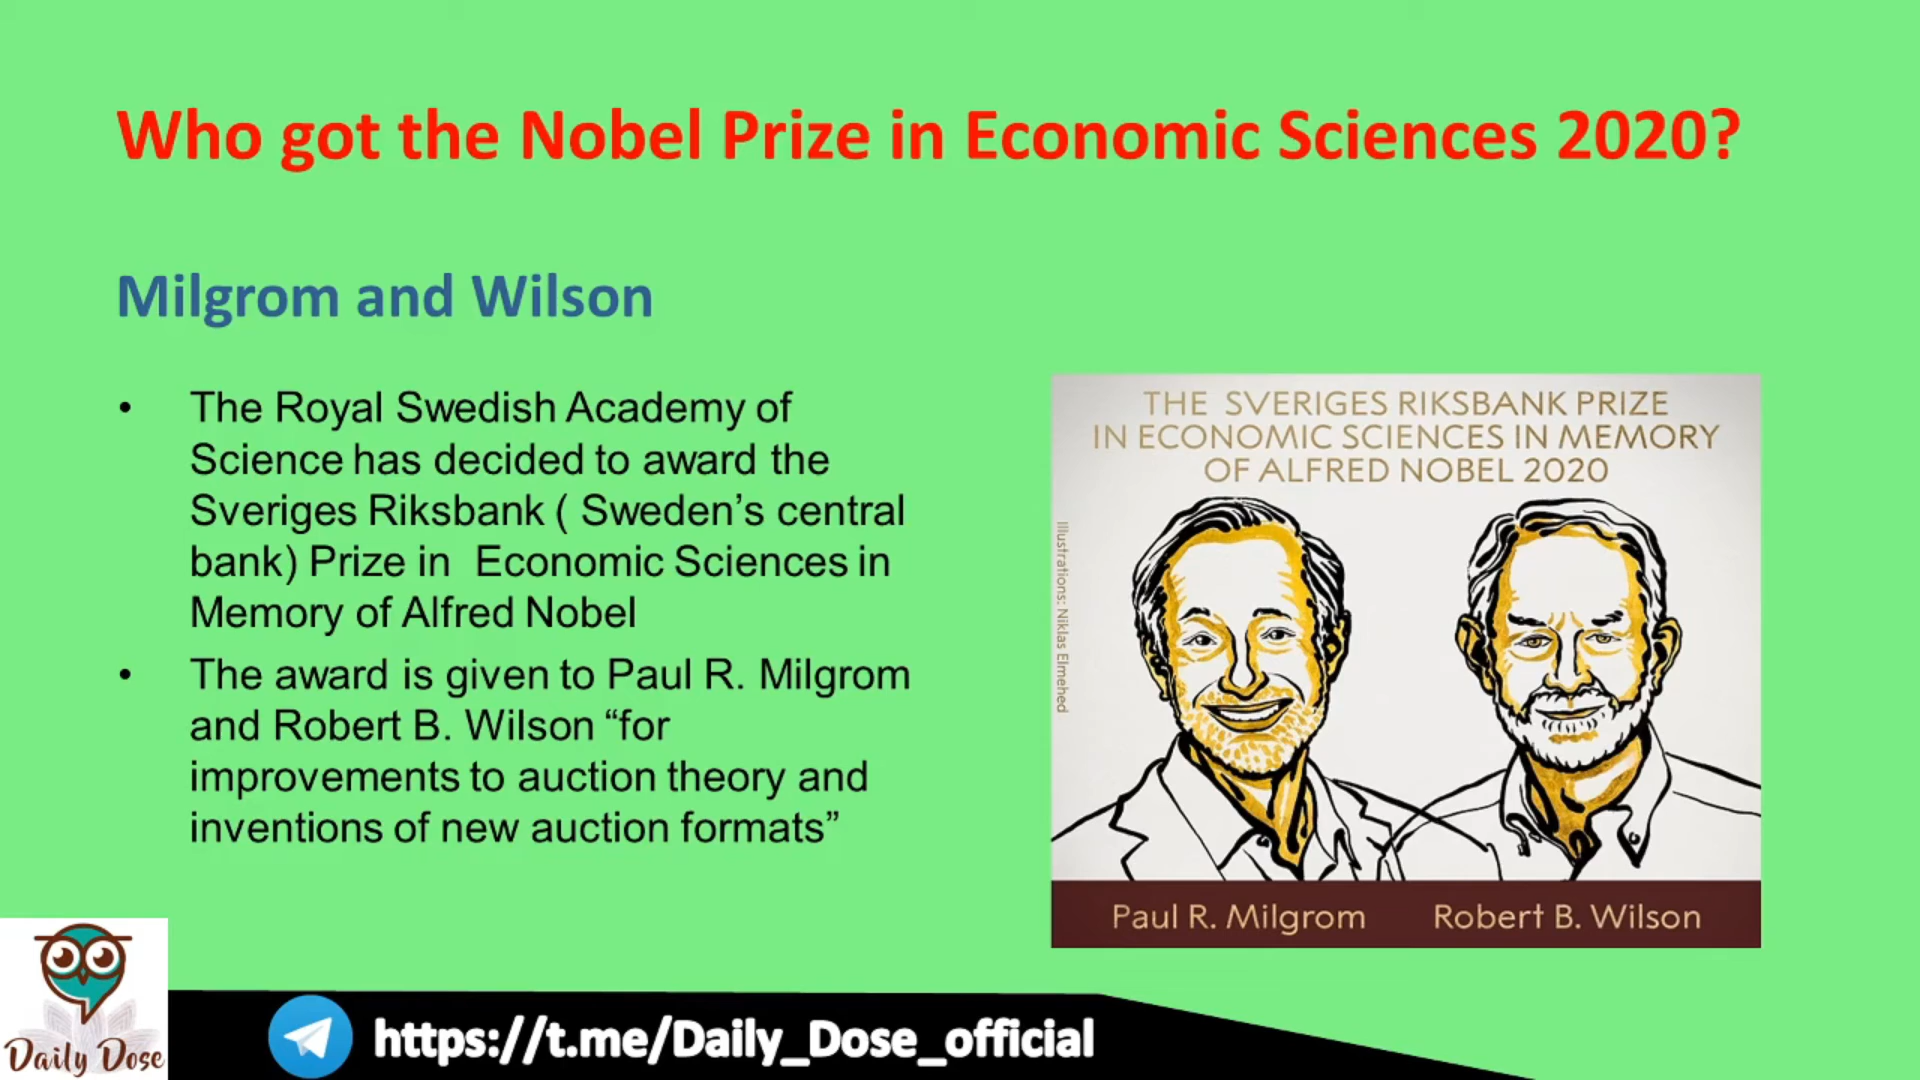 Who got the Nobel Prize in Economic Sciences 2020?
Milgrom and Wilson
• The Royal Swedish Academy of
Science has decided to award the
Sveriges Riksbank ( Sweden’s central
bank) Prize in Economic Sciences in
Memory of Alfred Nobel
• The award is given to Paul R. Milgrom
and Robert B. Wilson “for
improvements to auction theory and
inventions of new auction formats”
THE SVERIGES RIKSBANK PRIZE
IN ECONOMIC SCIENCES IN MEMORY
OF ALFRED NOBEL 2020
Illustrations: Niklas Elmehed
Paul R. Milgrom
Robert B. Wilson
Daily Dose
https://t.me/Daily_Dose_official